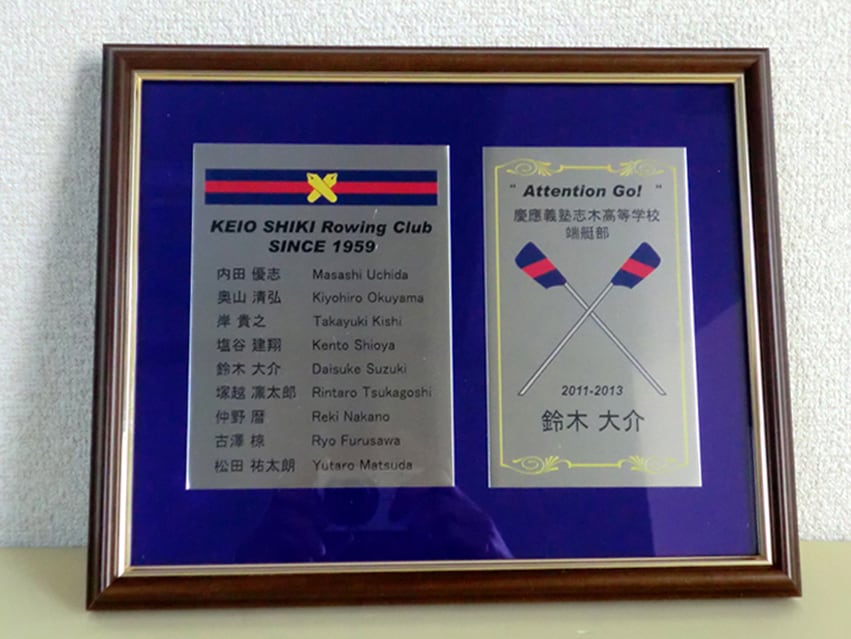 KEIO SHIKI Rowing Club
SINCE 1959
内田 優志 Masashi Uchida
奥山 清弘 Kiyohiro Okuyama
岸 貴之 Takayuki Kishi
塩谷 建翔 Kento Shioya
鈴木 大介 Daisuke Suzuki
塚越 凛太郎 Rintaro Tsukagoshi
仲野 暦 Reki Nakano
古澤 椋 Ryo Furusawa
松田 祐太朗 Yutaro Matsuda
" Attention Go! "
慶應義塾志木高等学校
端艇部
2011-2013
鈴木 大介